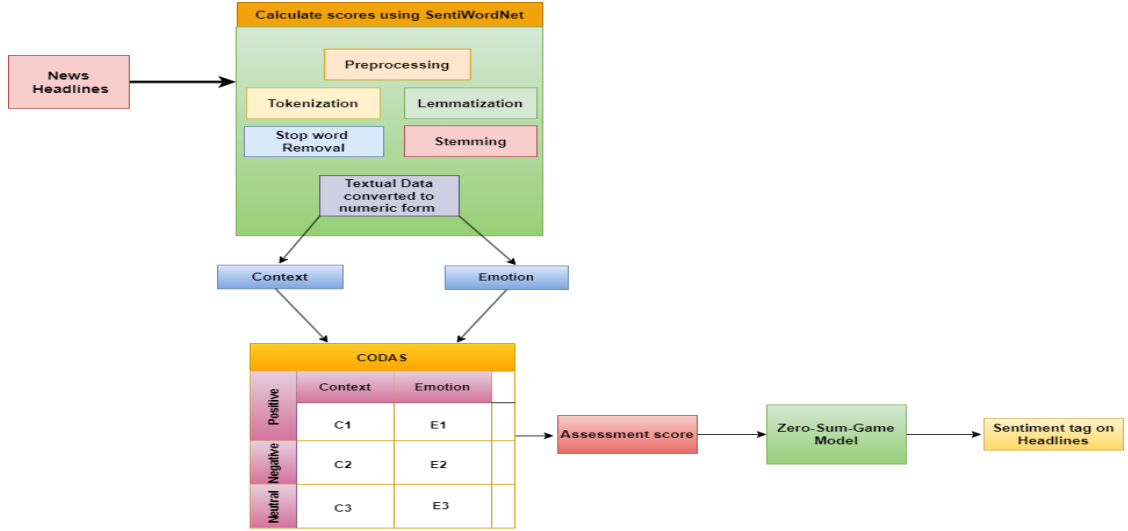 Calculate scores using SentiWordNet
News
Headlines
Preprocessing
Tokenization
Lemmatization
Stop word
Removal
Stemming
Textual Data
converted to
numeric form
Context
Emotion
CODAS
Context
Emotion
Positive
C1
E1
Negative
C2
E2
Neutral
C3
E3
Assessment score
Zero-Sum-Game
Model
Sentiment tag on
Headlines